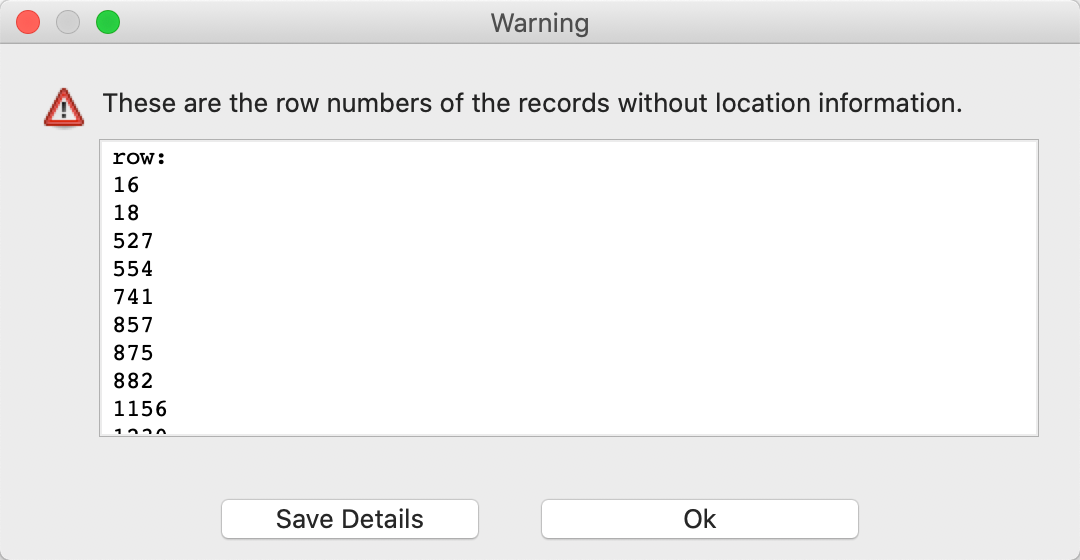 Warning
These are the row numbers of the records without location information.
row:
16
18
527
554
741
857
875
882
1156
Save Details
Ok